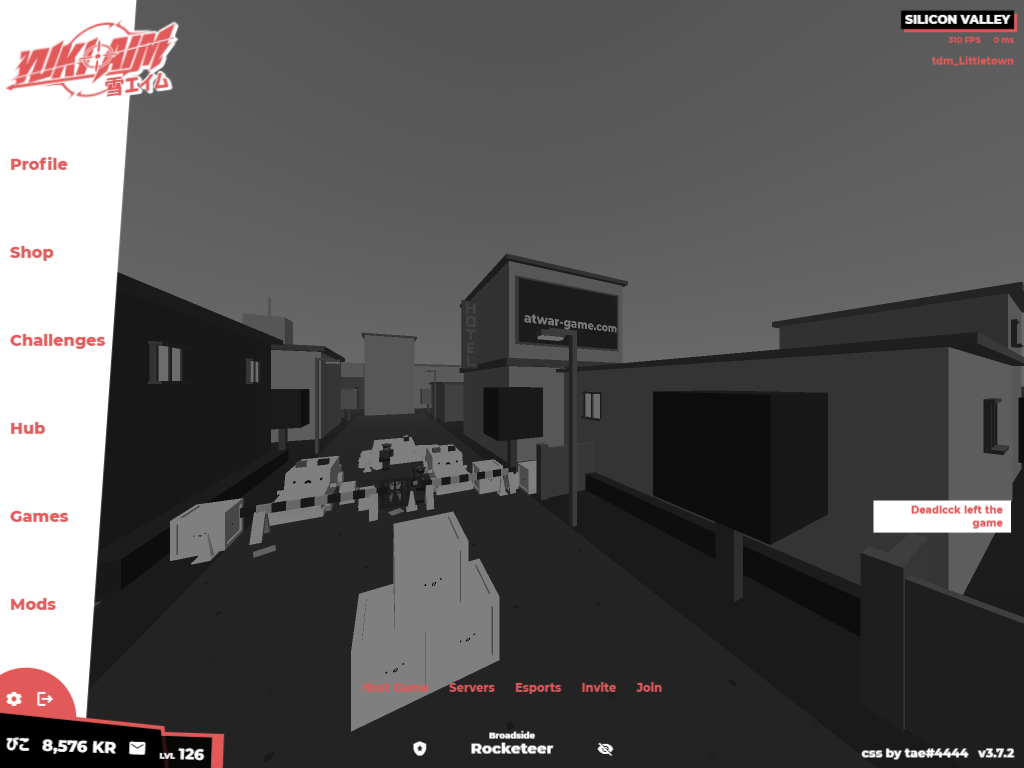 YUKI AIM
雪エイム
SILICON VALLEY
310 FPS 0 ms
tdm_Littletown
Profile
Shop
Challenges
Hub
Games
Mods
HOTEL
atwar-game.com
Deadlcck left the
game
Host Game Servers Esports Invite Join
Broadside
Rocketeer
びこ 8,576 KR
LVL 126
css by tae#4444 v3.7.2